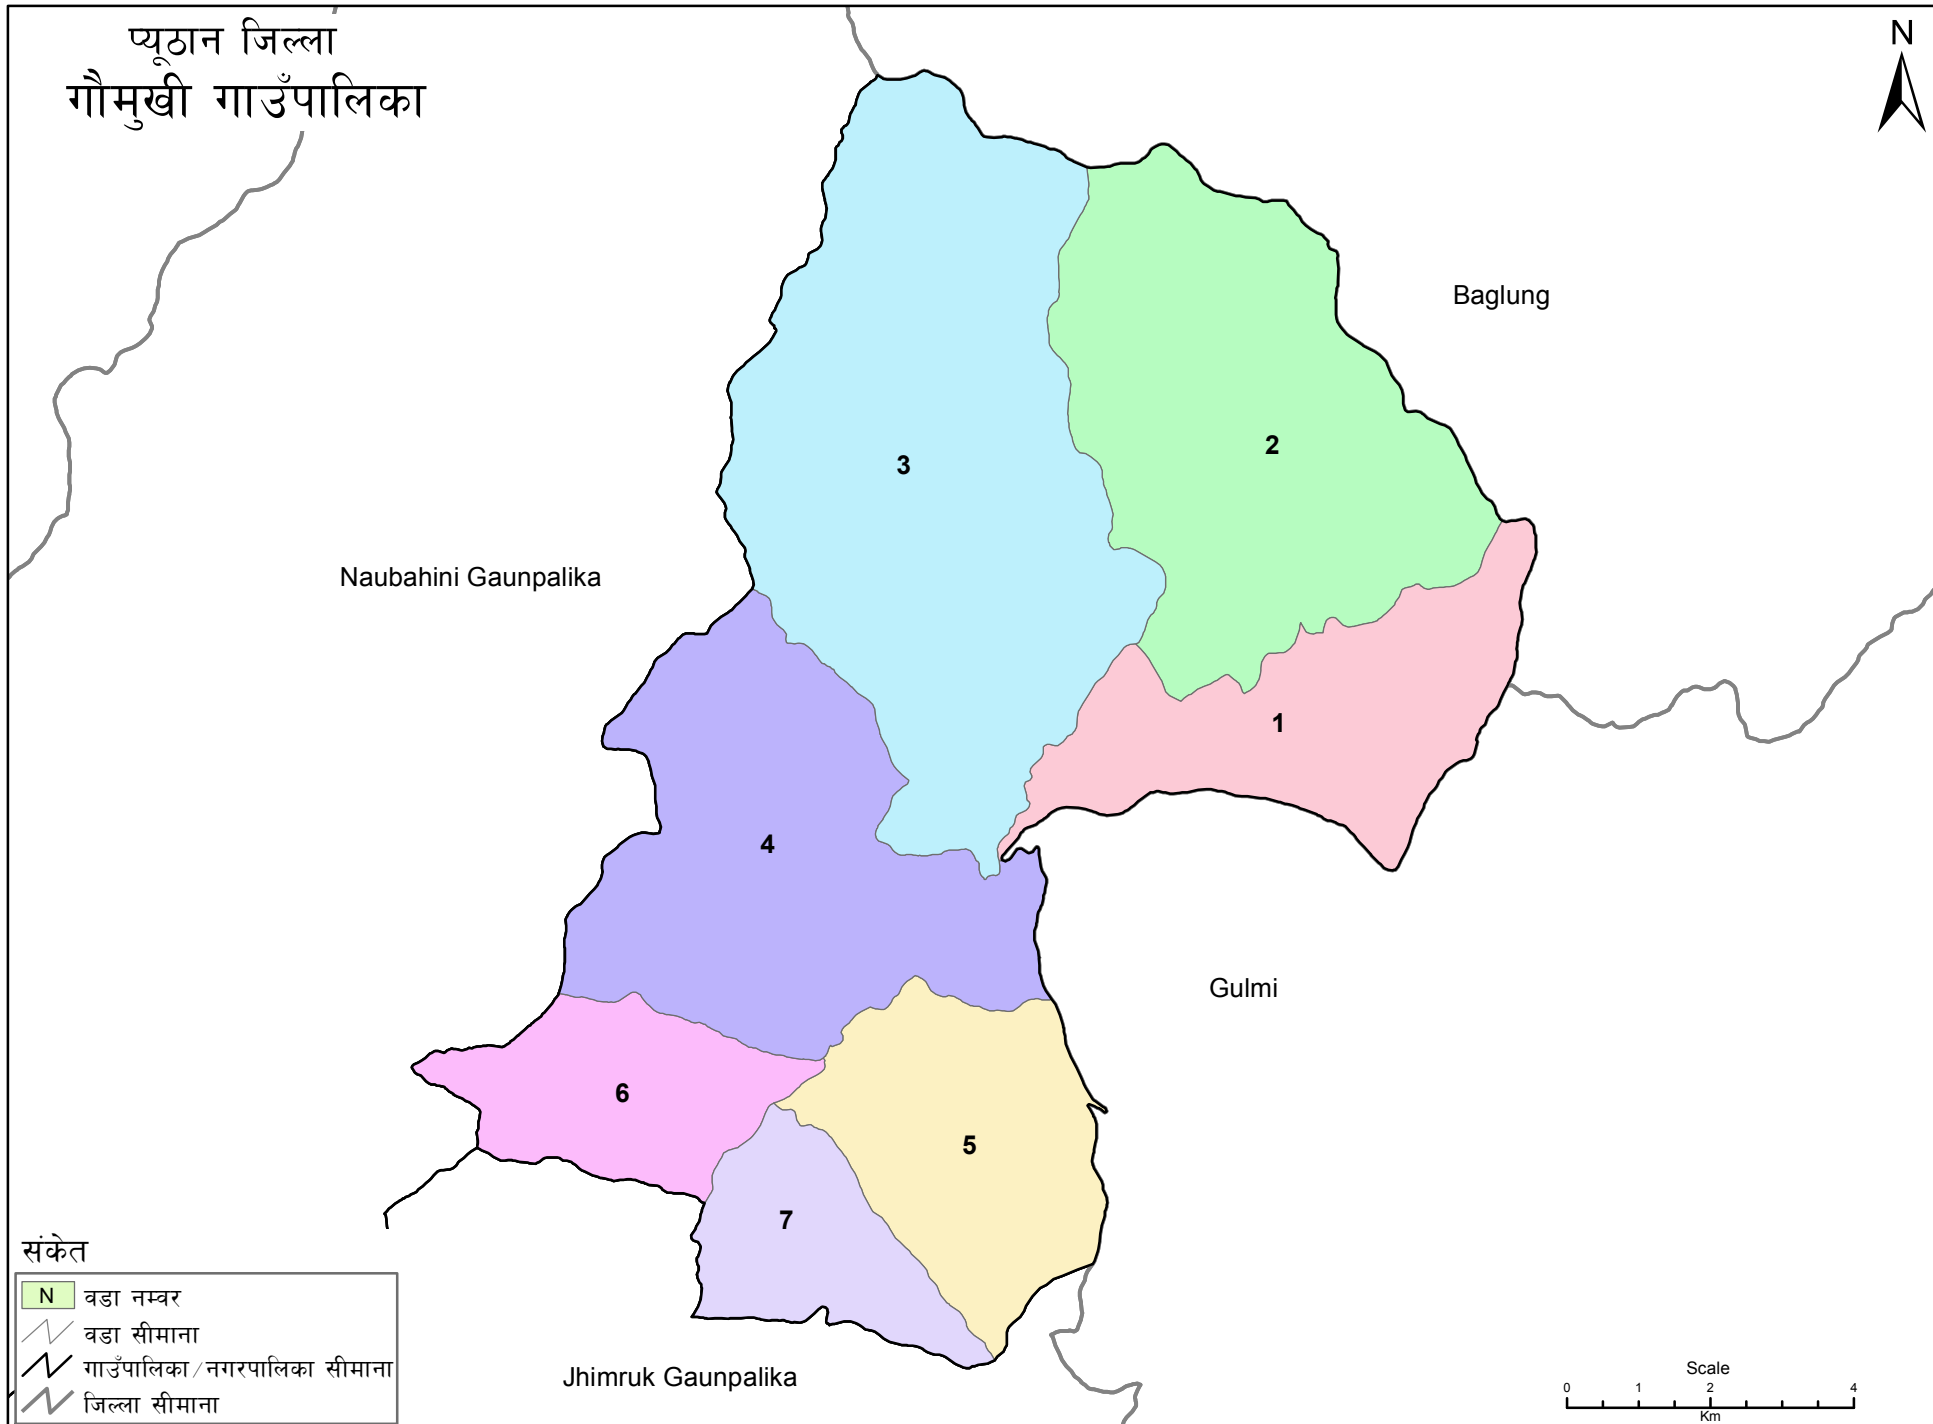 प्यूठान जिल्ला
गौमुखी गाउँपालिका
N
Baglung
2
3
Naubahini Gaunpalika
1
4
Gulmi
6
5
7
Jhimruk Gaunpalika
संकेत
N वडा नम्वर
वडा सीमाना
गाउँपालिका/नगरपालिका सीमाना
जिल्ला सीमाना
Scale
0 1 2 4
Km